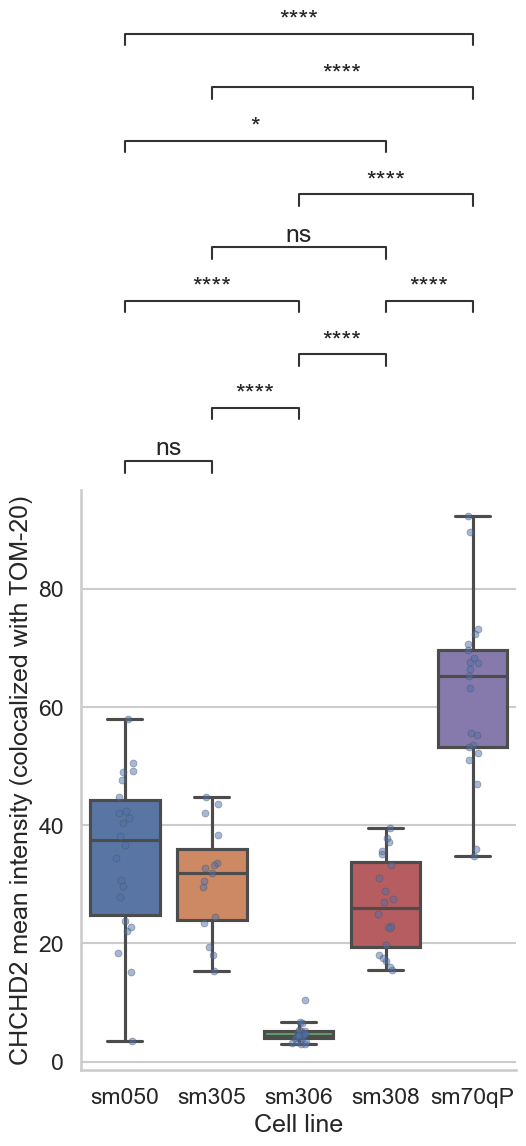 ****
****
*
****
ns
**** ****
****
****
ns
CHCHD2 mean intensity (colocalized with TOM-20)
80
60
40
20
0
sm050 sm305 sm306 sm308 sm70qP
Cell line